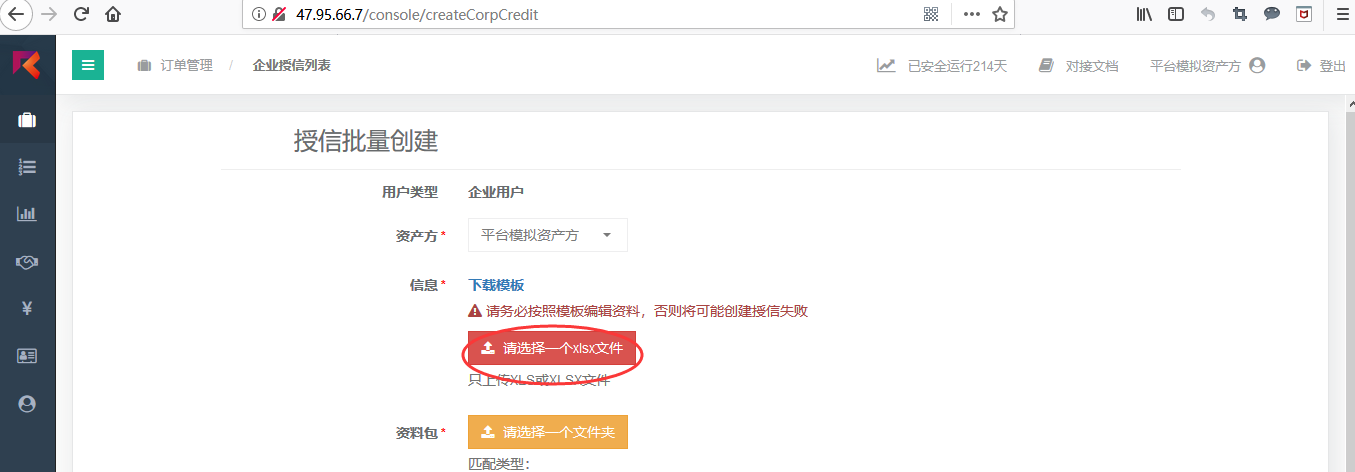 47.95.66.7/console/createCorpCredit
订单管理 / 企业授信列表 已安全运行214天 对接文档 平台模拟资产方 登出
授信批量创建
用户类型 企业用户
资产方* 平台模拟资产方
信息* 下载模板
请务必按照模板编辑资料，否则将可能创建授信失败
请选择一个xlsx文件
只上传XLS或XLSX文件
资料包* 请选择一个文件夹
匹配类型：